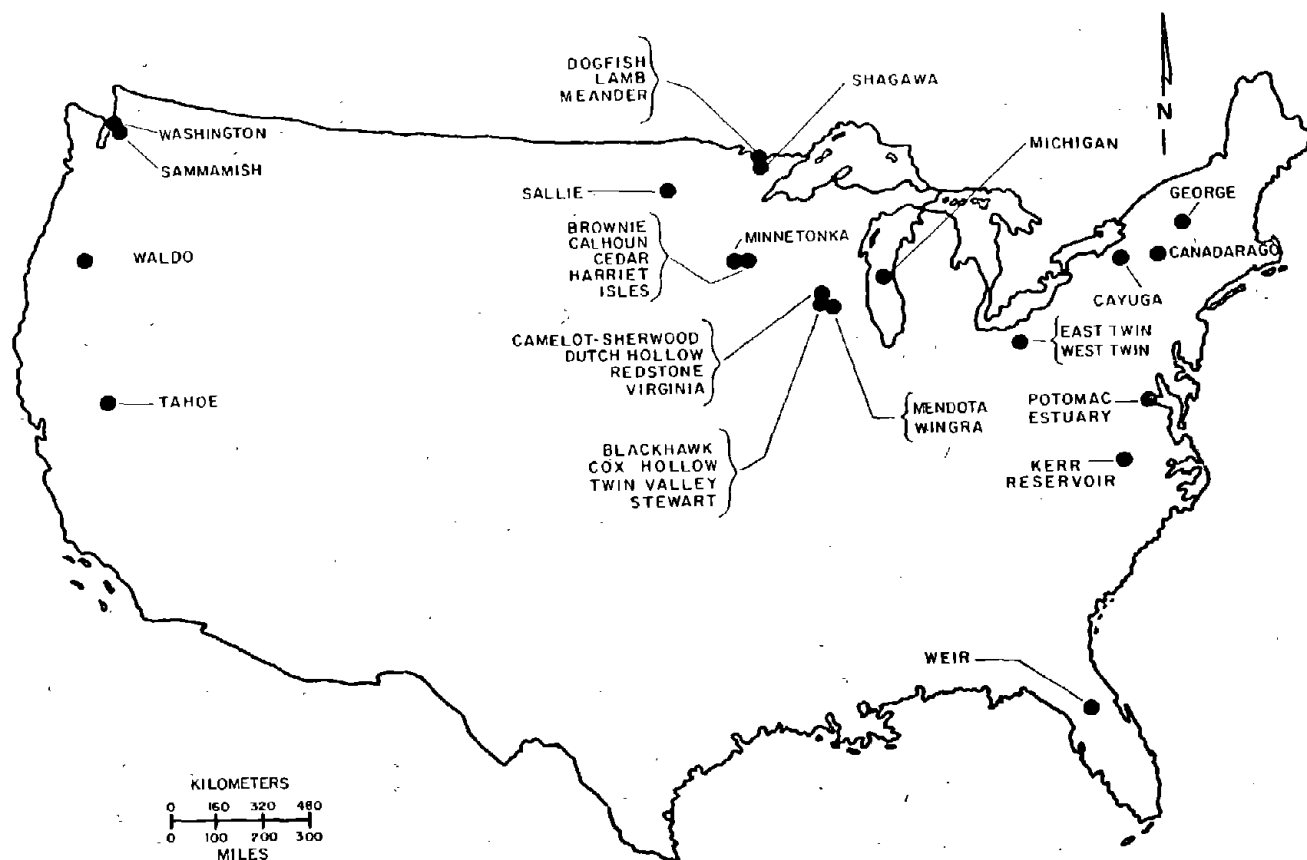 DOGFISH
LAMB
MEANDER
SHAGAWA
N
WASHINGTON
SAMMAMISH
MICHIGAN
SALLIE
GEORGE
BROWNIE
CALHOUN
CEDAR
HARRIET
ISLES
MINNETONKA
WALDO
CANADARAGO
CAYUGA
CAMELOT-SHERWOOD
DUTCH HOLLOW
REDSTONE
VIRGINIA
EAST TWIN
WEST TWIN
TAHOE
MENDOTA
WINGRA
POTOMAC
ESTUARY
BLACKHAWK
COX HOLLOW
TWIN VALLEY
STEWART
KERR
RESERVOIR
WEIR
KILOMETERS
0 160 320 480
0 100 200 300
MILES